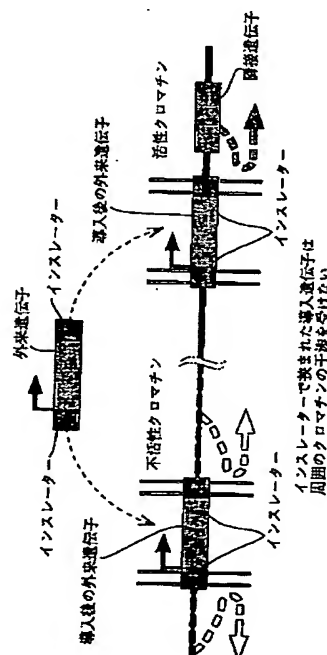 外来遺伝子
インスレーター
インスレーター
導入後の外来遺伝子
不活性クロマチン
導入後の外来遺伝子
活性クロマチン
隣接遺伝子
インスレーター
インスレーター
インスレーターで挟まれた導入遺伝子は
周囲のクロマチンの干渉を受けない